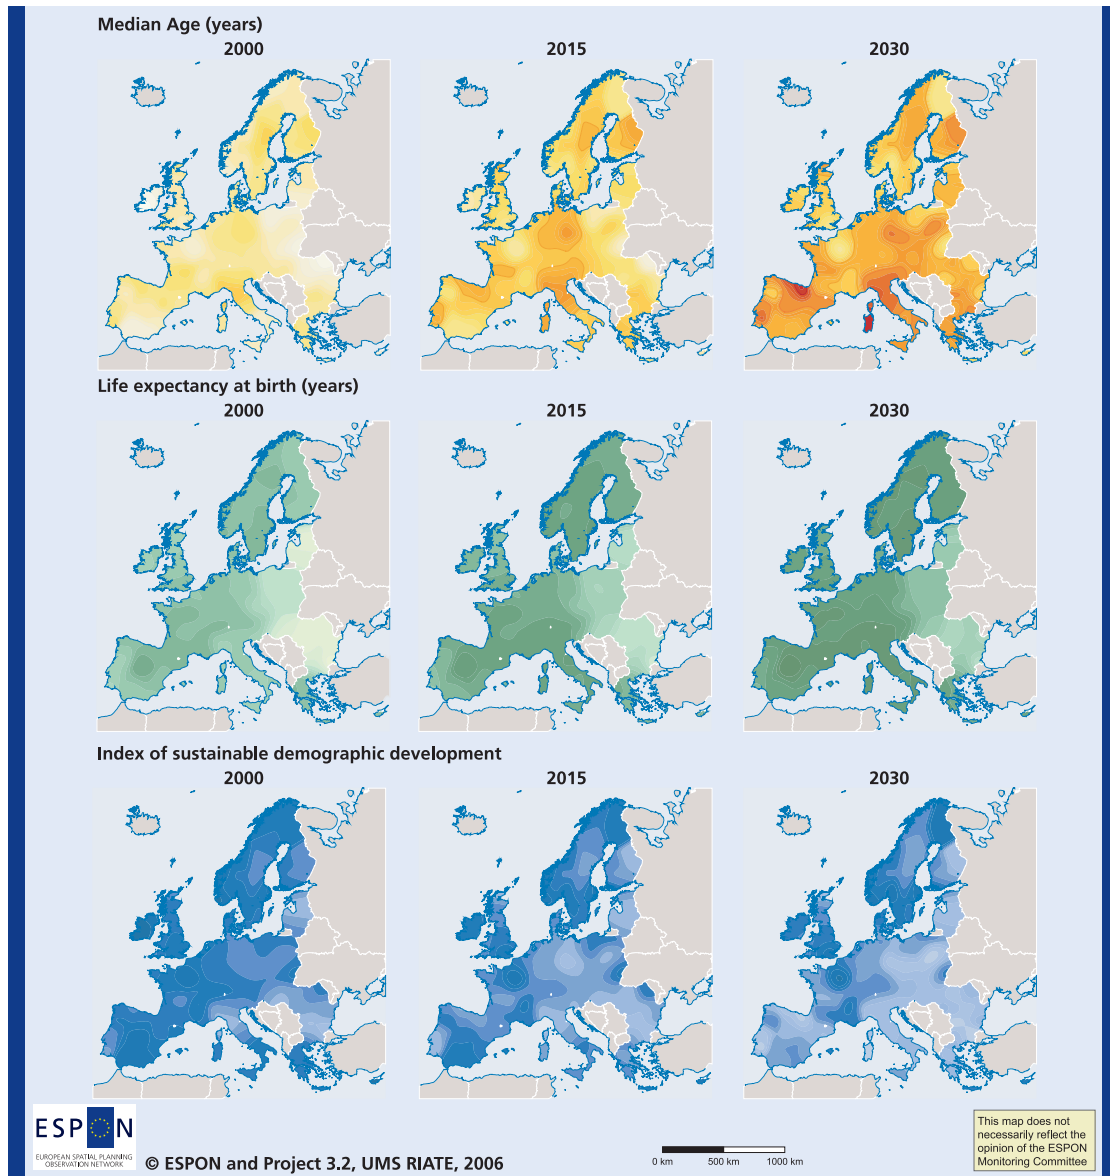 Median Age (years)
2000
2015
2030
Life expectancy at birth (years)
2000
2015
2030
Index of sustainable demographic development
2000
2015
2030
ESPON
EUROPEAN SPATIAL PLANNING
OBSERVATION NETWORK
© ESPON and Project 3.2, UMS RIATE, 2006
0 km
500 km
1000 km
This map does not
necessarily reflect the
opinion of the ESPON
Monitoring Committee